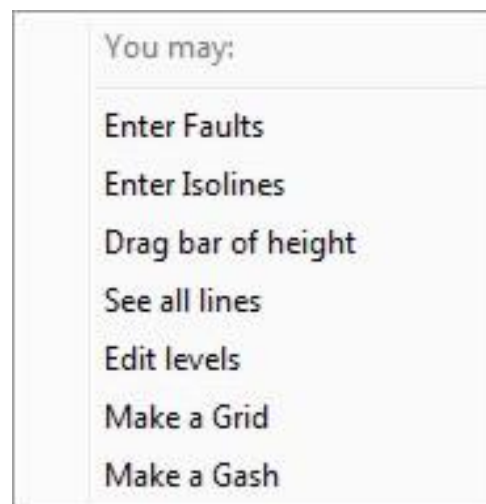 You may:
Enter Faults
Enter Isolines
Drag bar of height
See all lines
Edit levels
Make a Grid
Make a Gash